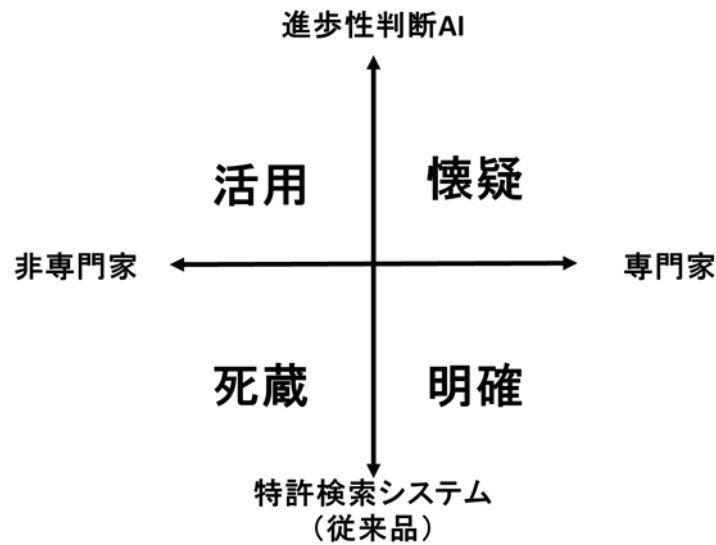 進歩性判断AI
活用
懐疑
非専門家
専門家
死蔵
明確
特許検索システム
（従来品）